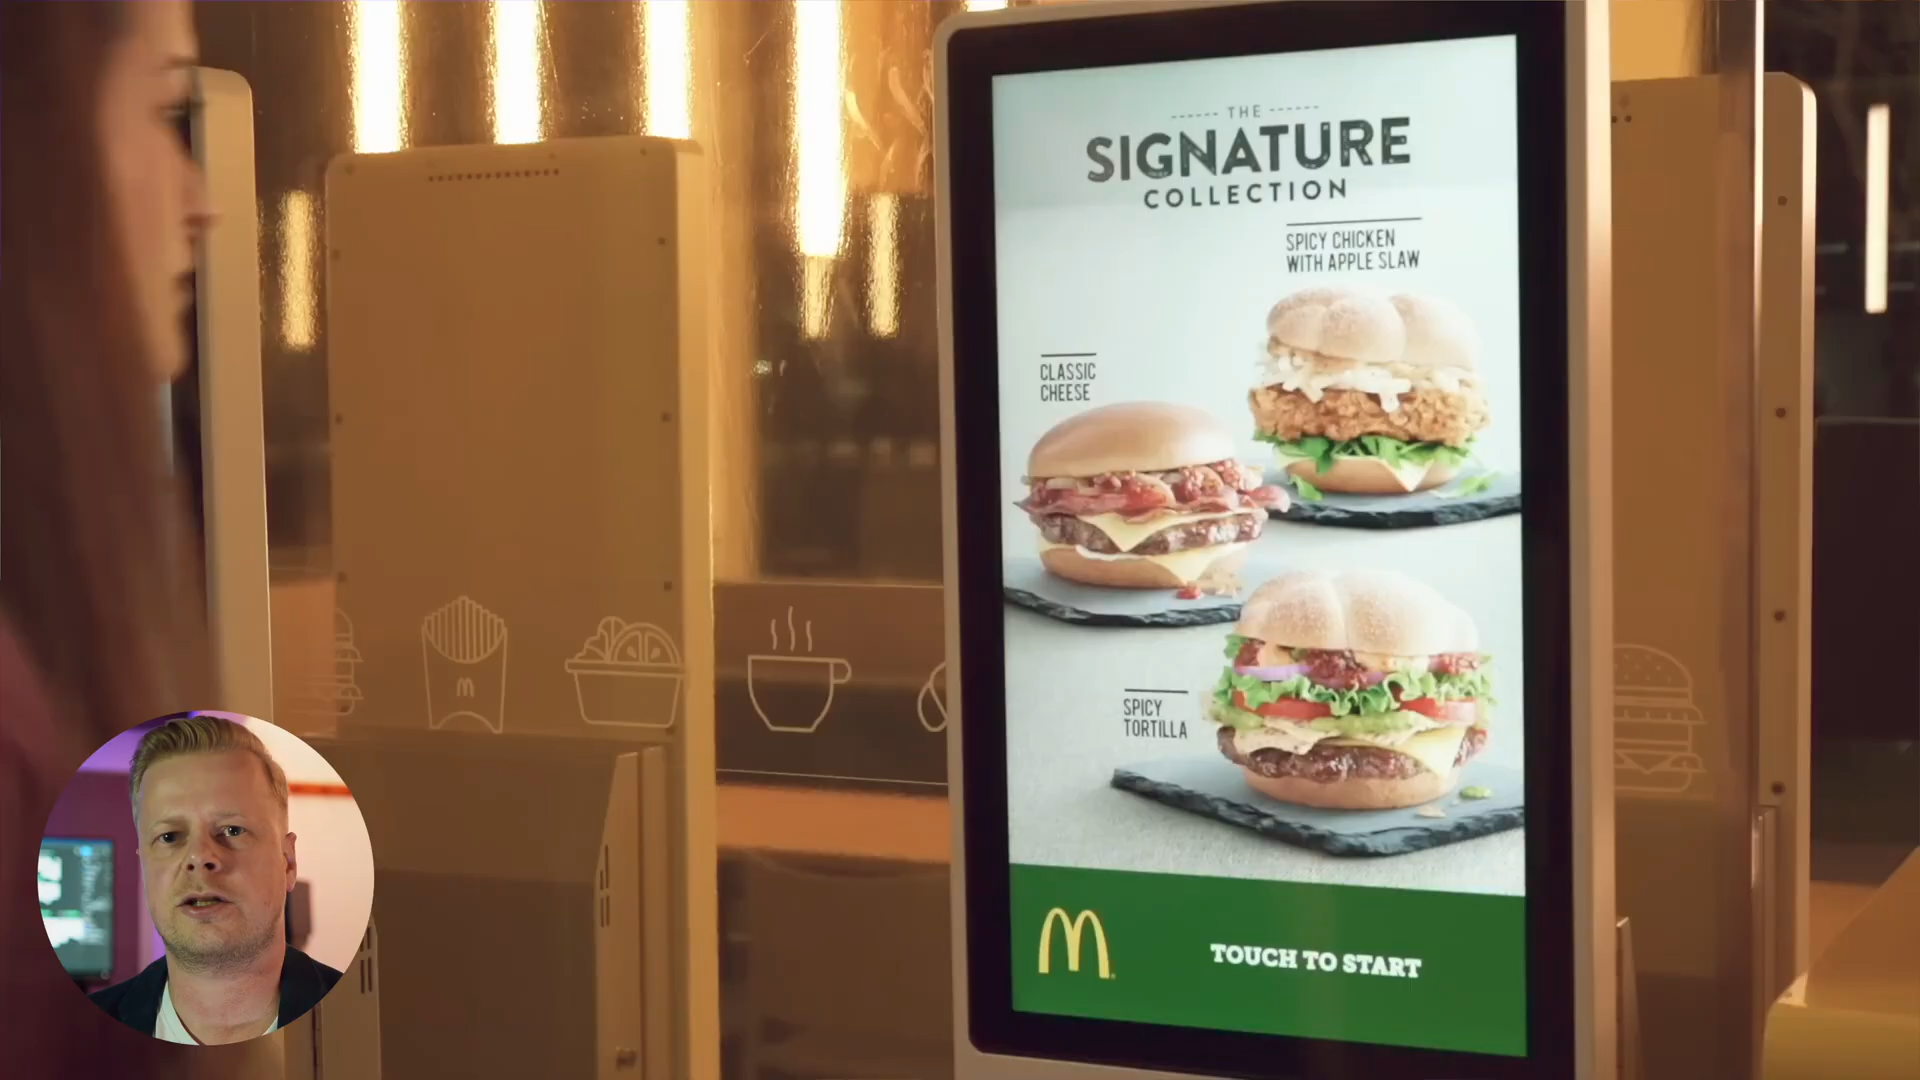 THE
SIGNATURE
COLLECTION
SPICY CHICKEN
WITH APPLE SLAW
CLASSIC
CHEESE
SPICY
TORTILLA
TOUCH TO START